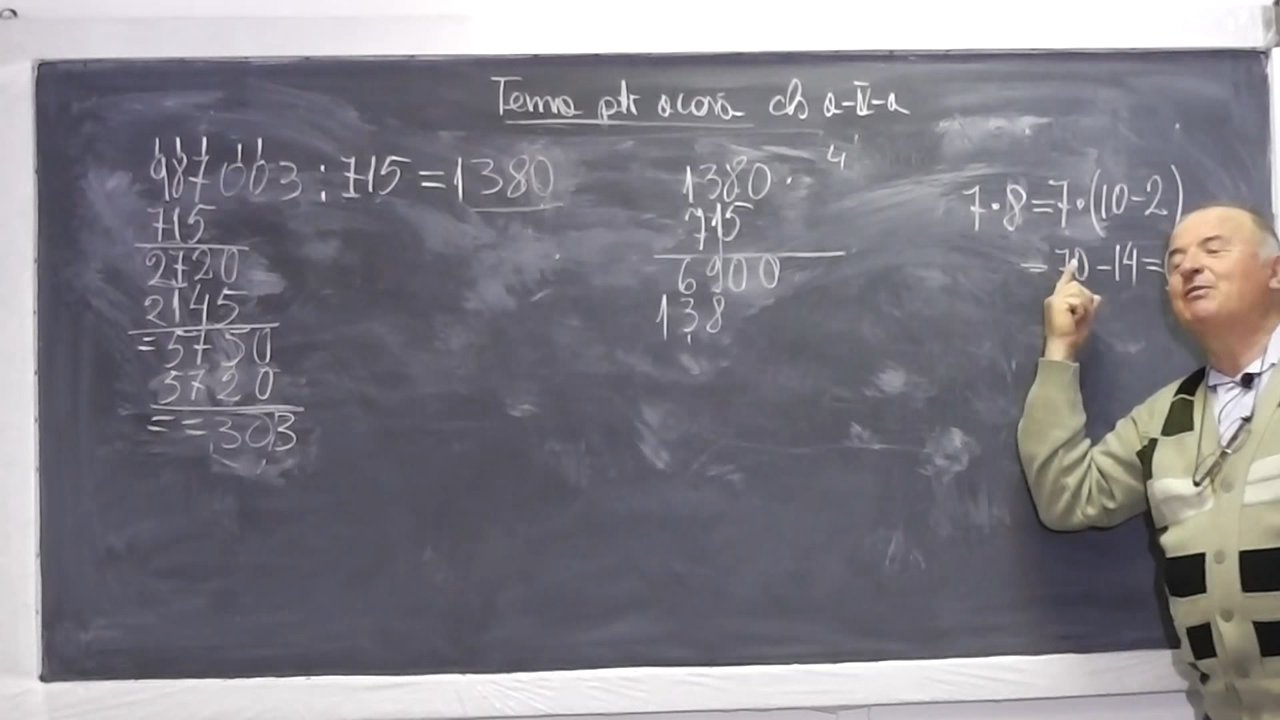 Tema ptr acasă cls a-IV-a
987003 : 715 = 1380
715
2720
2145
= 5750
5720
= = 303
4
1380 ·
715
6900
138
7 · 8 = 7 · (10 - 2)
= 70 - 14 =